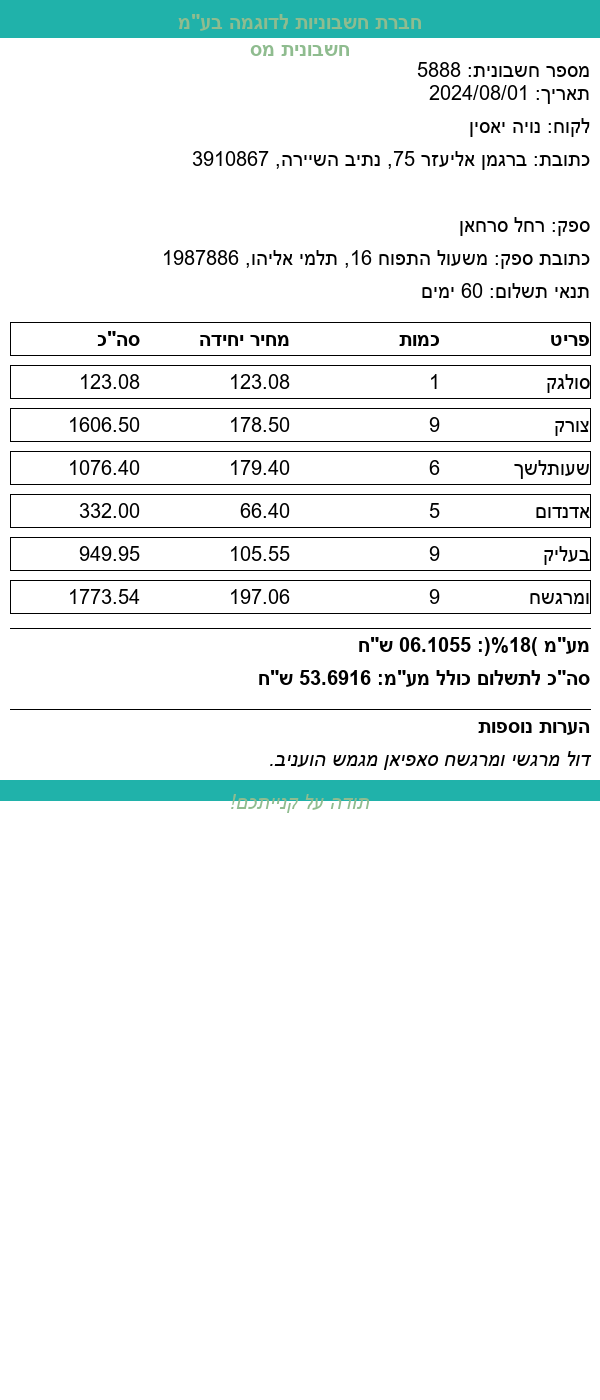 חברת חשבוניות לדוגמה בע"מ
חשבונית מס
מספר חשבונית: 5888
תאריך: 2024/08/01
לקוח: נויה יאסין
כתובת: ברגמן אליעזר 75, נתיב השיירה, 3910867
ספק: רחל סרחאן
כתובת ספק: משעול התפוח 16, תלמי אליהו, 1987886
תנאי תשלום: 60 ימים
פריט כמות מחיר יחידה סה"כ
סולגק 1 123.08 123.08
צורק 9 178.50 1606.50
שעותלשך 6 179.40 1076.40
אדנדום 5 66.40 332.00
בעליק 9 105.55 949.95
ומרגשח 9 197.06 1773.54
מע"מ )18%(: 06.1055 ש"ח
סה"כ לתשלום כולל מע"מ: 53.6916 ש"ח
הערות נוספות
דול מרגשי ומרגשח סאפיאן מגמש הועניב.
תודה על קנייתכם!